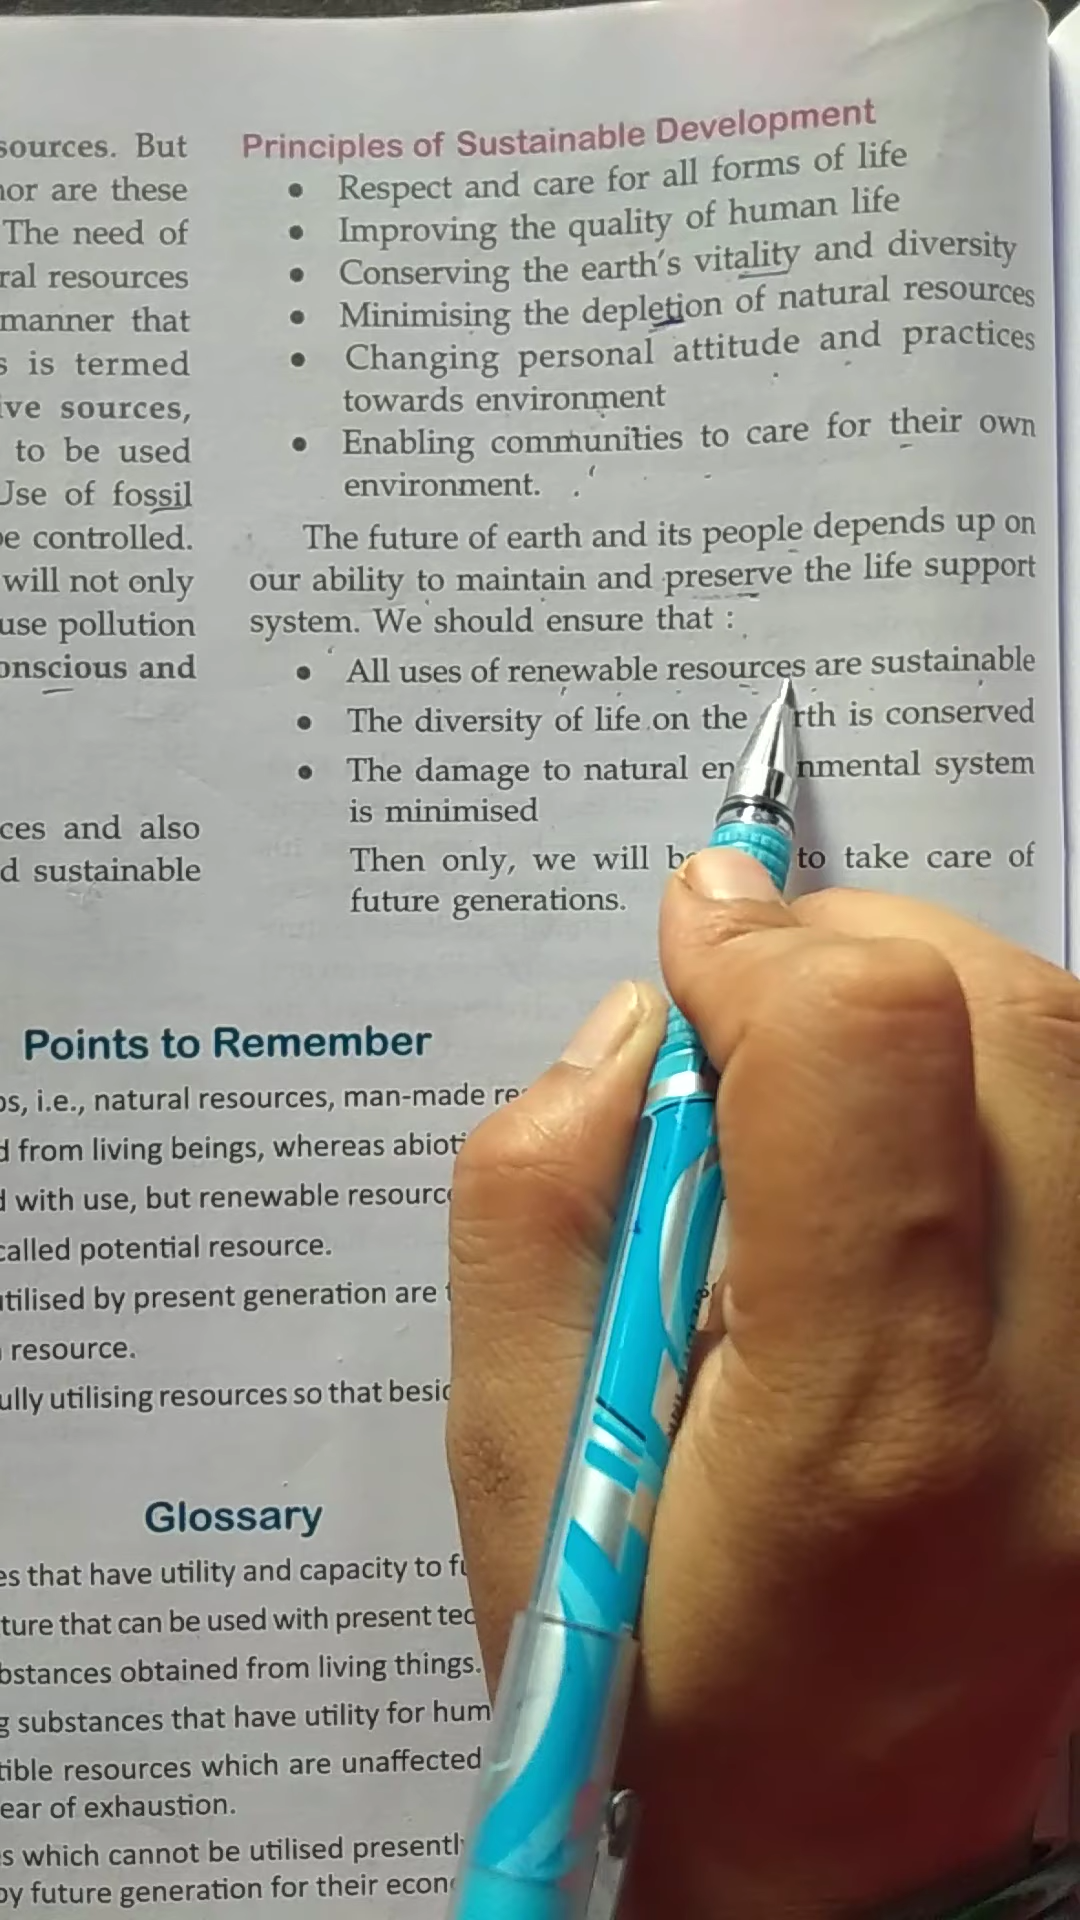 sources. But
nor are these
The need of
ral resources
manner that
s is termed
ive sources,
to be used
Use of fossil
be controlled.
will not only
use pollution
onscious and
ces and also
d sustainable
Principles of Sustainable Development
• Respect and care for all forms of life
• Improving the quality of human life
• Conserving the earth's vitality and diversity
• Minimising the depletion of natural resources
• Changing personal attitude and practices
towards environment
• Enabling communities to care for their own
environment.
The future of earth and its people depends up on
our ability to maintain and preserve the life support
system. We should ensure that :
• All uses of renewable resources are sustainable
• The diversity of life on the rth is conserved
• The damage to natural en nmental system
is minimised
Then only, we will to take care of
future generations.
Points to Remember
os, i.e., natural resources, man-made re
d from living beings, whereas abioti
d with use, but renewable resourc
called potential resource.
utilised by present generation are
resource.
ully utilising resources so that besid
Glossary
es that have utility and capacity to fu
ture that can be used with present tec
bstances obtained from living things.
g substances that have utility for hum
tible resources which are unaffected
ear of exhaustion.
s which cannot be utilised presentl
by future generation for their econ